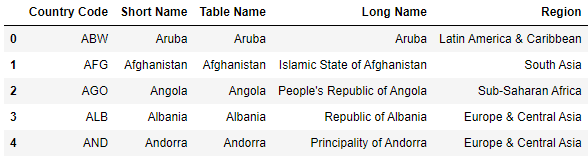 Country Code Short Name Table Name Long Name Region
0 ABW Aruba Aruba Aruba Latin America & Caribbean
1 AFG Afghanistan Afghanistan Islamic State of Afghanistan South Asia
2 AGO Angola Angola People's Republic of Angola Sub-Saharan Africa
3 ALB Albania Albania Republic of Albania Europe & Central Asia
4 AND Andorra Andorra Principality of Andorra Europe & Central Asia